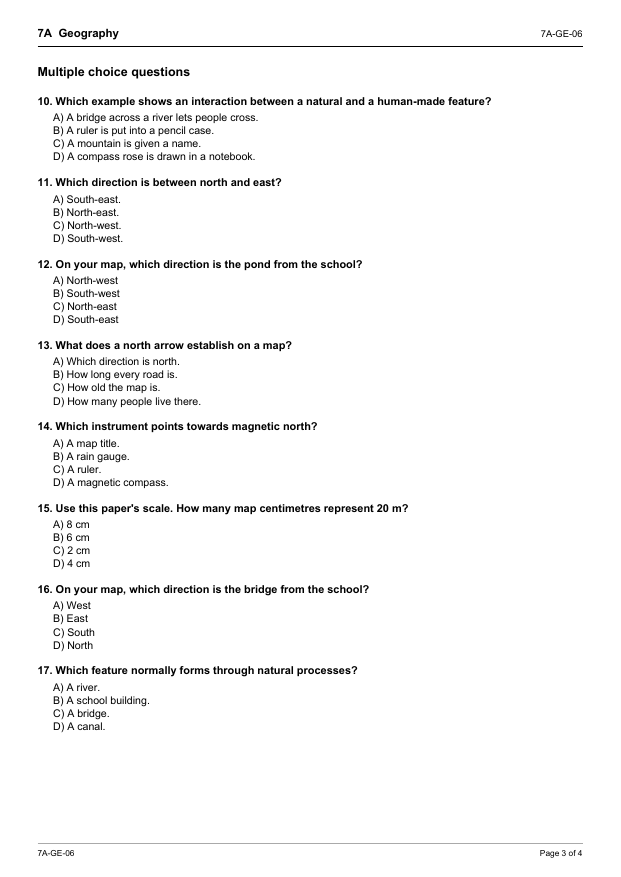 7A Geography
7A-GE-06
Multiple choice questions
10. Which example shows an interaction between a natural and a human-made feature?
A) A bridge across a river lets people cross.
B) A ruler is put into a pencil case.
C) A mountain is given a name.
D) A compass rose is drawn in a notebook.
11. Which direction is between north and east?
A) South-east.
B) North-east.
C) North-west.
D) South-west.
12. On your map, which direction is the pond from the school?
A) North-west
B) South-west
C) North-east
D) South-east
13. What does a north arrow establish on a map?
A) Which direction is north.
B) How long every road is.
C) How old the map is.
D) How many people live there.
14. Which instrument points towards magnetic north?
A) A map title.
B) A rain gauge.
C) A ruler.
D) A magnetic compass.
15. Use this paper's scale. How many map centimetres represent 20 m?
A) 8 cm
B) 6 cm
C) 2 cm
D) 4 cm
16. On your map, which direction is the bridge from the school?
A) West
B) East
C) South
D) North
17. Which feature normally forms through natural processes?
A) A river.
B) A school building.
C) A bridge.
D) A canal.
7A-GE-06
Page 3 of 4